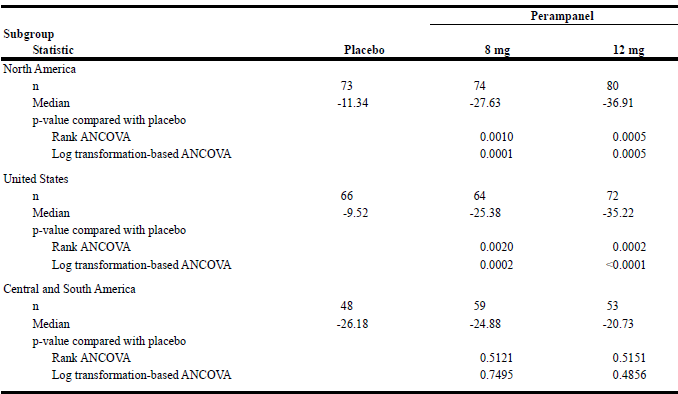 Perampanel
Subgroup
Statistic Placebo 8 mg 12 mg
North America
n 73 74 80
Median -11.34 -27.63 -36.91
p-value compared with placebo
Rank ANCOVA 0.0010 0.0005
Log transformation-based ANCOVA 0.0001 0.0005
United States
n 66 64 72
Median -9.52 -25.38 -35.22
p-value compared with placebo
Rank ANCOVA 0.0020 0.0002
Log transformation-based ANCOVA 0.0002 <0.0001
Central and South America
n 48 59 53
Median -26.18 -24.88 -20.73
p-value compared with placebo
Rank ANCOVA 0.5121 0.5151
Log transformation-based ANCOVA 0.7495 0.4856